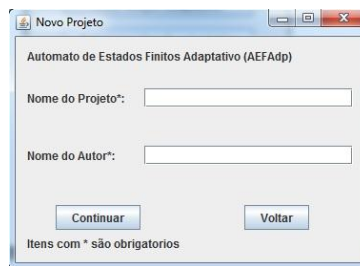 Novo Projeto
Automato de Estados Finitos Adaptativo (AEFAdp)
Nome do Projeto*:
Nome do Autor*:
Continuar
Voltar
Itens com * são obrigatorios